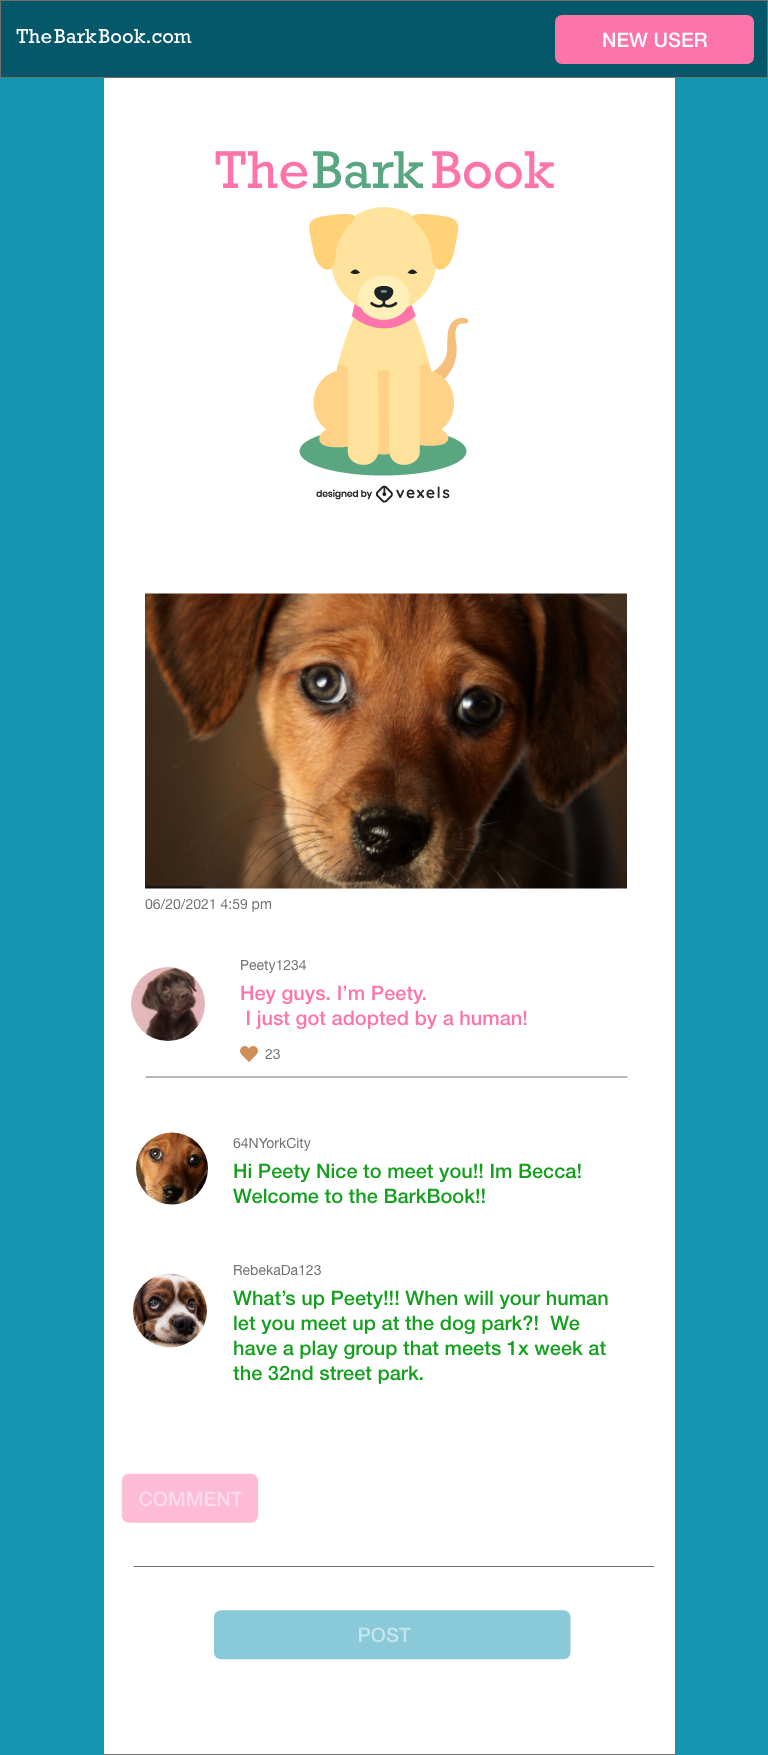 TheBarkBook.com
NEW USER
TheBarkBook
designed by vexels
06/20/2021 4:59 pm
Peety1234
Hey guys. I’m Peety.
I just got adopted by a human!
23
64NYorkCity
Hi Peety Nice to meet you!! Im Becca!
Welcome to the BarkBook!!
RebekaDa123
What’s up Peety!!! When will your human
let you meet up at the dog park?!  We
have a play group that meets 1x week at
the 32nd street park.
COMMENT
POST